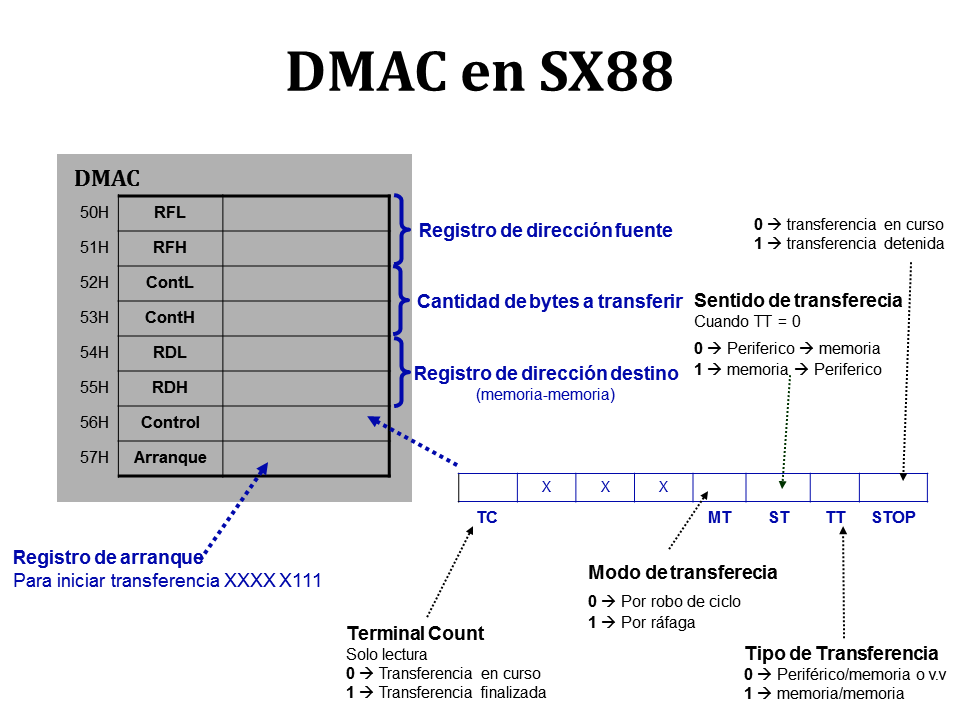 DMAC en SX88
DMAC
50H RFL
51H RFH
52H ContL
53H ContH
54H RDL
55H RDH
56H Control
57H Arranque
Registro de dirección fuente
Cantidad de bytes a transferir
Registro de dirección destino
(memoria-memoria)
0 → transferencia en curso
1 → transferencia detenida
Sentido de transferecia
Cuando TT = 0
0 → Periferico → memoria
1 → memoria → Periferico
X X X
TC MT ST TT STOP
Registro de arranque
Para iniciar transferencia XXXX X111
Terminal Count
Solo lectura
0 → Transferencia en curso
1 → Transferencia finalizada
Modo de transferecia
0 → Por robo de ciclo
1 → Por ráfaga
Tipo de Transferencia
0 → Periférico/memoria o v.v
1 → memoria/memoria